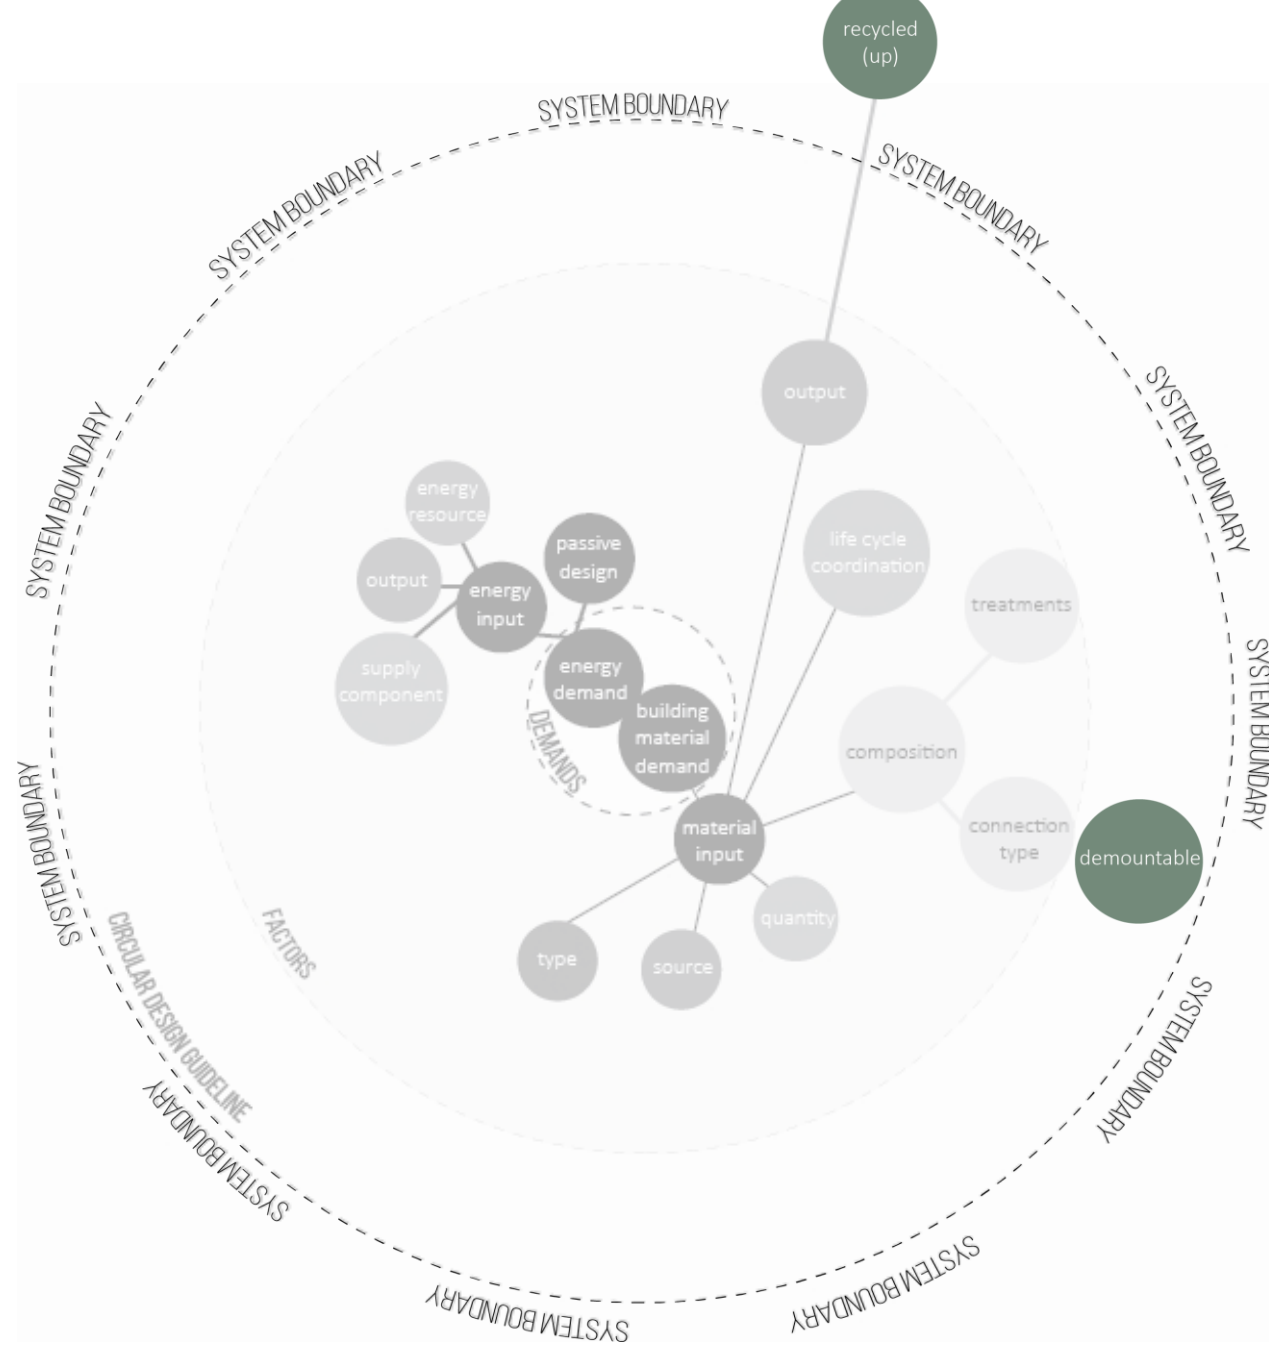 recycled
(up)
SYSTEM BOUNDARY
SYSTEM BOUNDARY
SYSTEM BOUNDARY
SYSTEM BOUNDARY
SYSTEM BOUNDARY
output
energy
resource
passive
design
life cycle
coordination
output
energy
input
treatments
supply
component
energy
demand
building
material
demand
DEMANDS
composition
SYSTEM BOUNDARY
SYSTEM BOUNDARY
material
input
connection
type
demountable
quantity
type
source
FACTORS
CIRCULAR DESIGN GUIDELINE
SYSTEM BOUNDARY
SYSTEM BOUNDARY
SYSTEM BOUNDARY
SYSTEM BOUNDARY